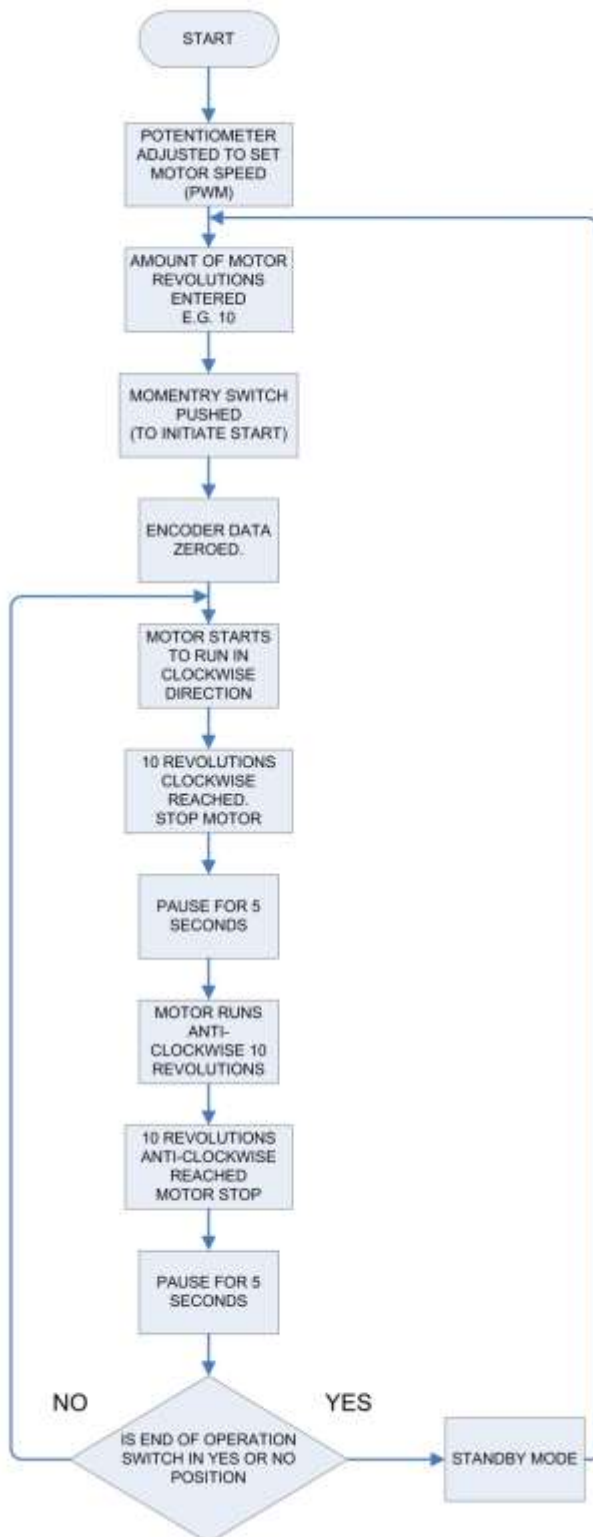 START
POTENTIOMETER
ADJUSTED TO SET
MOTOR SPEED
(PWM)
AMOUNT OF MOTOR
REVOLUTIONS
ENTERED
E.G. 10
MOMENTRY SWITCH
PUSHED
(TO INITIATE START)
ENCODER DATA
ZEROED.
MOTOR STARTS
TO RUN IN
CLOCKWISE
DIRECTION
10 REVOLUTIONS
CLOCKWISE
REACHED.
STOP MOTOR
PAUSE FOR 5
SECONDS
MOTOR RUNS
ANTI-
CLOCKWISE 10
REVOLUTIONS
10 REVOLUTIONS
ANTI-CLOCKWISE
REACHED
MOTOR STOP
PAUSE FOR 5
SECONDS
NO
YES
IS END OF OPERATION
SWITCH IN YES OR NO
POSITION
STANDBY MODE